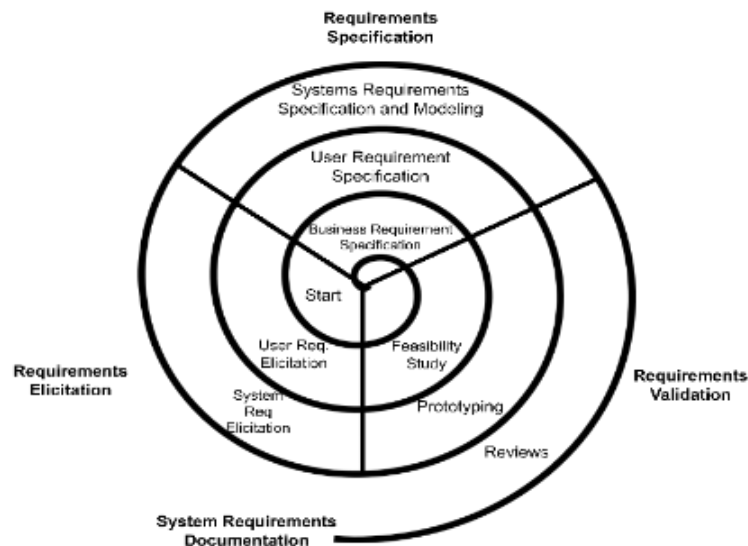 Requirements
Specification
Systems Requirements
Specification and Modeling
User Requirement
Specification
Business Requirement
Specification
Start
User Req.
Elicitation
Feasibility
Study
Requirements
Elicitation
Requirements
Validation
System
Req
Elicitation
Prototyping
Reviews
System Requirements
Documentation